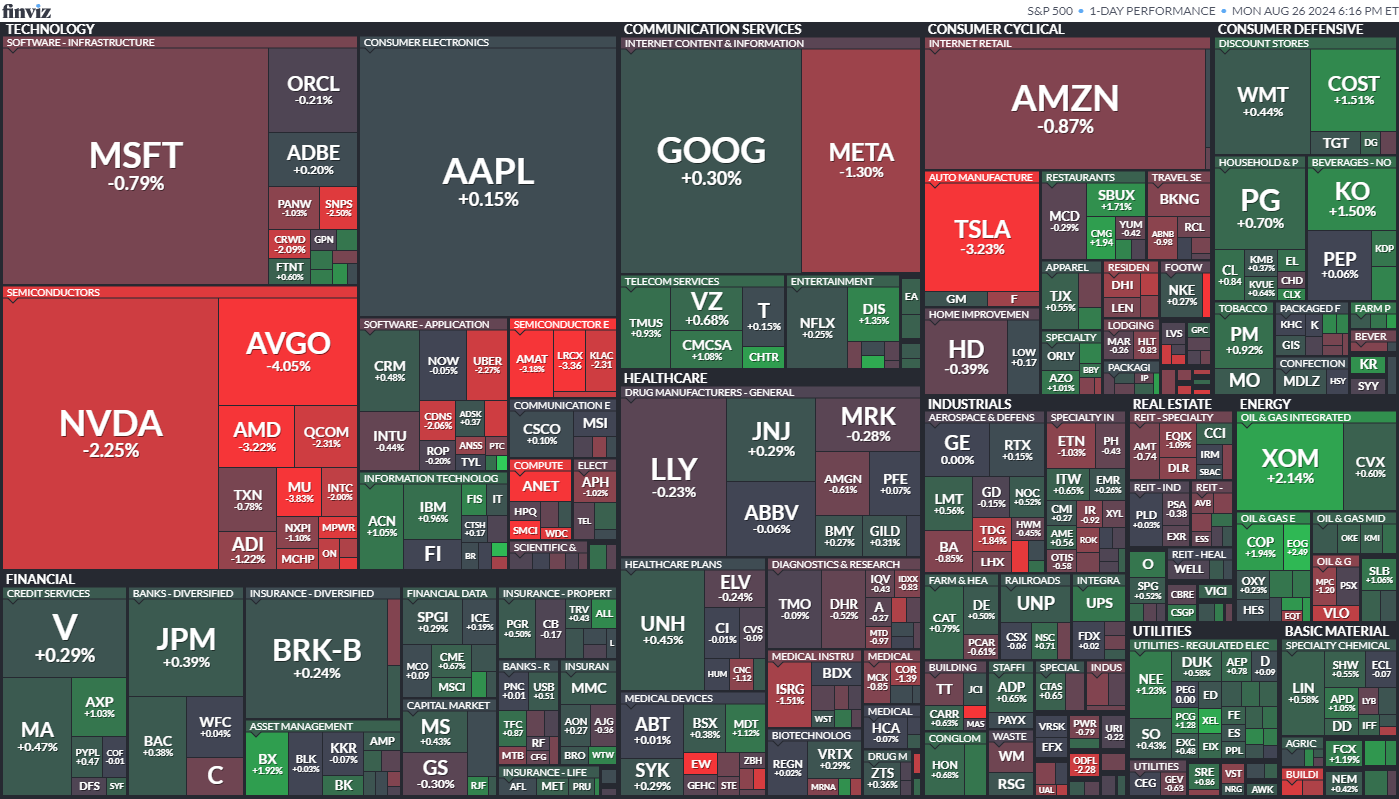 finviz
S&P 500 • 1-DAY PERFORMANCE • MON AUG 26 2024 6:16 PM ET
TECHNOLOGY
SOFTWARE - INFRASTRUCTURE
MSFT
-0.79%
ORCL
-0.21%
ADBE
+0.20%
PANW
-1.03%
SNPS
-2.50%
CRWD
-2.09%
GPN
FTNT
+0.60%
CONSUMER ELECTRONICS
AAPL
+0.15%
SEMICONDUCTORS
NVDA
-2.25%
AVGO
-4.05%
AMD
-3.22%
QCOM
-2.31%
TXN
-0.78%
MU
-3.83%
INTC
-2.00%
ADI
-1.22%
NXPI
-1.10%
MPWR
MCHP
ON
SOFTWARE - APPLICATION
CRM
+0.48%
NOW
-0.05%
UBER
-2.27%
INTU
-0.44%
CDNS
-2.06%
ADSK
+0.37
ROP
-0.20%
ANSS
PTC
TYL
SEMICONDUCTOR E
AMAT
-3.18%
LRCX
-3.36
KLAC
-2.31
COMMUNICATION E
CSCO
+0.10%
MSI
COMPUTE
ANET
HPQ
SMCI
WDC
ELECT
APH
-1.02%
TEL
SCIENTIFIC &
INFORMATION TECHNOLOG
ACN
+1.05%
IBM
+0.96%
FIS
IT
CTSH
+0.17
FI
BR
COMMUNICATION SERVICES
INTERNET CONTENT & INFORMATION
GOOG
+0.30%
META
-1.30%
TELECOM SERVICES
TMUS
+0.93%
VZ
+0.68%
T
+0.15%
CMCSA
+1.08%
CHTR
ENTERTAINMENT
NFLX
+0.25%
DIS
+1.35%
EA
CONSUMER CYCLICAL
INTERNET RETAIL
AMZN
-0.87%
AUTO MANUFACTURE
TSLA
-3.23%
GM
F
RESTAURANTS
MCD
-0.29%
SBUX
+1.71%
CMG
+1.94
YUM
-0.42
TRAVEL SE
BKNG
ABNB
-0.98
RCL
HOME IMPROVEMEN
HD
-0.39%
LOW
+0.17
APPAREL
TJX
+0.55%
RESIDEN
DHI
LEN
FOOTW
NKE
+0.27%
SPECIALTY
ORLY
AZO
+1.01%
BBY
LODGING
MAR
-0.26
HLT
-0.83
LVS
GPC
PACKAGI
IP
CONSUMER DEFENSIVE
DISCOUNT STORES
WMT
+0.44%
COST
+1.51%
TGT
DG
HOUSEHOLD & P
PG
+0.70%
CL
+0.84
KMB
+0.37%
EL
KVUE
+0.64%
CHD
CLX
BEVERAGES - NO
KO
+1.50%
PEP
+0.06%
KDP
TOBACCO
PM
+0.92%
MO
PACKAGED F
KHC
K
GIS
FARM P
BEVER
CONFECTION
MDLZ
HSY
KR
SYY
HEALTHCARE
DRUG MANUFACTURERS - GENERAL
LLY
-0.23%
JNJ
+0.29%
MRK
-0.28%
ABBV
-0.06%
AMGN
-0.61%
PFE
+0.07%
BMY
+0.27%
GILD
+0.31%
HEALTHCARE PLANS
UNH
+0.45%
ELV
-0.24%
CI
-0.01%
CVS
-0.09
HUM
CNC
-1.12
DIAGNOSTICS & RESEARCH
TMO
-0.09%
DHR
-0.52%
IQV
-0.43
IDXX
-0.83
A
-0.27
MTD
-0.97
MEDICAL INSTRU
ISRG
-1.51%
BDX
WST
MEDICAL
MCK
-0.85
COR
-1.39
MEDICAL DEVICES
ABT
+0.01%
BSX
+0.38%
MDT
+1.12%
SYK
+0.29%
EW
ZBH
GEHC
STE
BIOTECHNOLOG
REGN
+0.02%
VRTX
+0.29%
MRNA
MEDICAL
HCA
-0.07%
DRUG M
ZTS
+0.36%
INDUSTRIALS
AEROSPACE & DEFENS
GE
0.00%
RTX
+0.15%
LMT
+0.56%
GD
-0.15%
NOC
+0.52%
BA
-0.85%
TDG
-1.84%
HWM
-0.45%
LHX
SPECIALTY IN
ETN
-1.03%
PH
-0.43
ITW
+0.65%
EMR
+0.26%
CMI
+0.27
IR
-0.92
XYL
AME
+0.56
ROK
OTIS
-0.58
FARM & HEA
CAT
+0.79%
DE
+0.50%
PCAR
-0.61%
RAILROADS
UNP
CSX
-0.06
NSC
+0.71
INTEGRA
UPS
FDX
+0.02
BUILDING
TT
JCI
CARR
+0.63%
MAS
STAFFI
ADP
+0.65%
PAYX
SPECIAL
CTAS
+0.65
INDUS
VRSK
EFX
PWR
-0.79
URI
-0.22
CONGLOM
HON
+0.68%
WASTE
WM
RSG
UAL
ODFL
-2.28
REAL ESTATE
REIT - SPECIALTY
AMT
-0.74
EQIX
-1.09%
CCI
DLR
IRM
SBAC
REIT - IND
PLD
+0.03%
PSA
-0.38
EXR
REIT -
AVB
ESS
O
SPG
+0.52%
REIT - HEAL
WELL
CBRE
VICI
CSGP
ENERGY
OIL & GAS INTEGRATED
XOM
+2.14%
CVX
+0.60%
OIL & GAS E
COP
+1.94%
EOG
+2.49
OXY
+0.23%
HES
EQT
OIL & GAS MID
OKE
KMI
OIL & G
MPC
-1.20
PSX
VLO
SLB
+1.06%
UTILITIES
UTILITIES - REGULATED ELEC
NEE
+1.23%
DUK
+0.58%
AEP
+0.78
D
+0.09
SO
+0.43%
PEG
0.00
ED
PCG
+1.28
XEL
FE
EXC
+0.48
EIX
ES
PPL
UTILITIES
CEG
GEV
-0.63
SRE
+0.86
VST
NRG
AWK
BASIC MATERIAL
SPECIALTY CHEMICAL
LIN
+0.58%
SHW
+0.55%
ECL
-0.07
APD
+1.05%
LYB
DD
IFF
AGRIC
BUILDI
FCX
+1.19%
NEM
+0.42%
FINANCIAL
CREDIT SERVICES
V
+0.29%
MA
+0.47%
AXP
+1.03%
PYPL
+0.47
COF
-0.01
DFS
SYF
BANKS - DIVERSIFIED
JPM
+0.39%
BAC
+0.38%
WFC
+0.04%
C
INSURANCE - DIVERSIFIED
BRK-B
+0.24%
ASSET MANAGEMENT
BX
+1.92%
BLK
+0.03%
KKR
-0.07%
AMP
BK
FINANCIAL DATA
SPGI
+0.29%
ICE
+0.19%
MCO
+0.09
CME
+0.67%
MSCI
CAPITAL MARKET
MS
+0.43%
GS
-0.30%
RJF
INSURANCE - PROPERT
PGR
+0.50%
CB
-0.17
TRV
+0.43
ALL
L
BANKS - R
PNC
+0.01
USB
+0.51
TFC
+0.87
RF
MTB
CFG
INSURAN
MMC
AON
+0.27
AJG
-0.36
BRO
WTW
INSURANCE - LIFE
AFL
MET
PRU